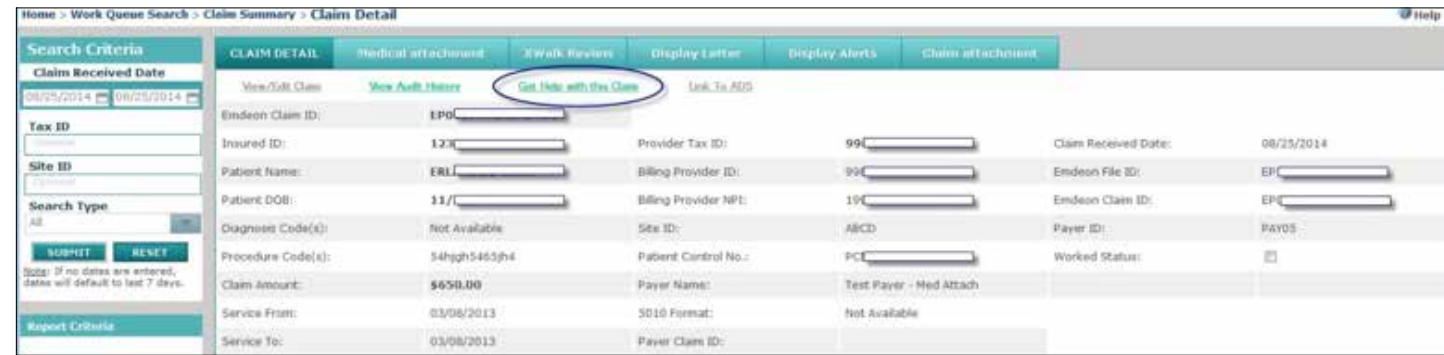 Home > Work Queue Search > Claim Summary > Claim Detail
Help
Search Criteria
Claim Received Date
08/25/2014 08/25/2014
Tax ID
Optional
Site ID
Optional
Search Type
All
SUBMIT RESET
Note: If no dates are entered,
dates will default to last 7 days.
Report Criteria
CLAIM DETAIL Medical attachment XWalk Review Display Letter Display Alerts Claim attachment
View/Edit Claim View Audit History Get Help with this Claim Link To ADS
Emdeon Claim ID: EP0
Insured ID: 123 Provider Tax ID: 990 Claim Received Date: 08/25/2014
Patient Name: ERL Billing Provider ID: 990 Emdeon File ID: EP
Patient DOB: 11/ Billing Provider NPI: 190 Emdeon Claim ID: EP0
Diagnosis Code(s): Not Available Site ID: ABCD Payer ID: PAY05
Procedure Code(s): 54hjgh5465jh4 Patient Control No.: PC Worked Status:
Claim Amount: $650.00 Payer Name: Test Payer - Med Attach
Service From: 03/08/2013 5010 Format: Not Available
Service To: 03/08/2013 Payer Claim ID: